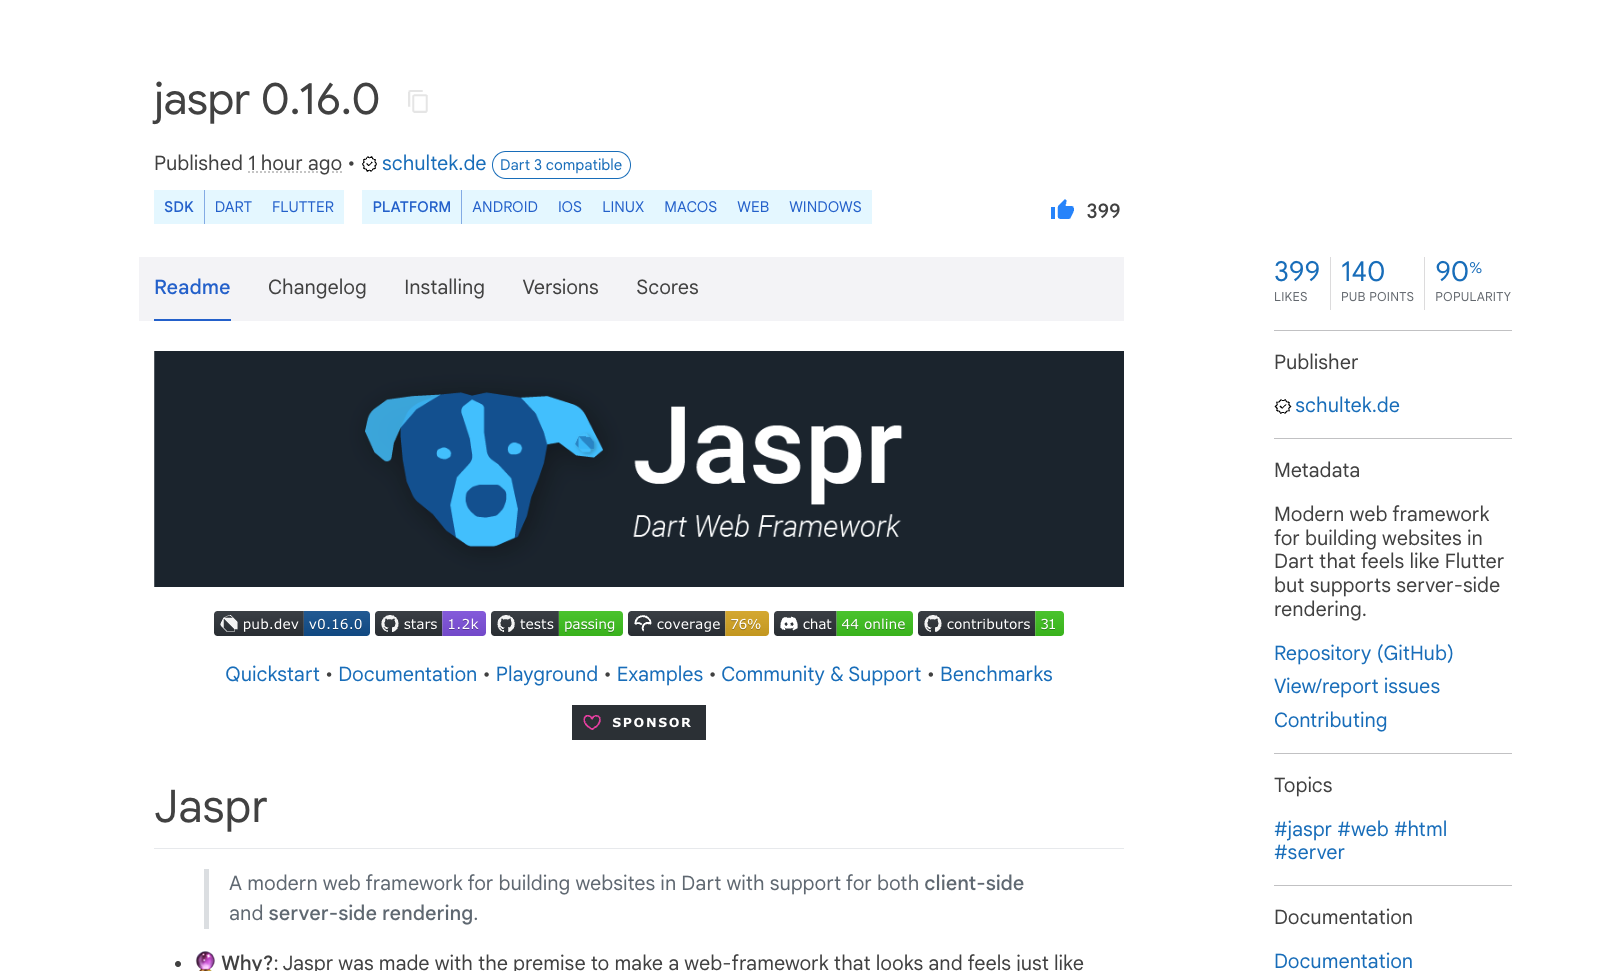 jaspr 0.16.0
Published 1 hour ago • schultek.de Dart 3 compatible
SDK DART FLUTTER PLATFORM ANDROID IOS LINUX MACOS WEB WINDOWS
399
Readme Changelog Installing Versions Scores
Jaspr
Dart Web Framework
pub.dev v0.16.0 stars 1.2k tests passing coverage 76% chat 44 online contributors 31
Quickstart • Documentation • Playground • Examples • Community & Support • Benchmarks
SPONSOR
Jaspr
A modern web framework for building websites in Dart with support for both client-side
and server-side rendering.
• 🔮 Why?: Jaspr was made with the premise to make a web-framework that looks and feels just like
399 140 90%
LIKES PUB POINTS POPULARITY
Publisher
schultek.de
Metadata
Modern web framework
for building websites in
Dart that feels like Flutter
but supports server-side
rendering.
Repository (GitHub)
View/report issues
Contributing
Topics
#jaspr #web #html
#server
Documentation
Documentation